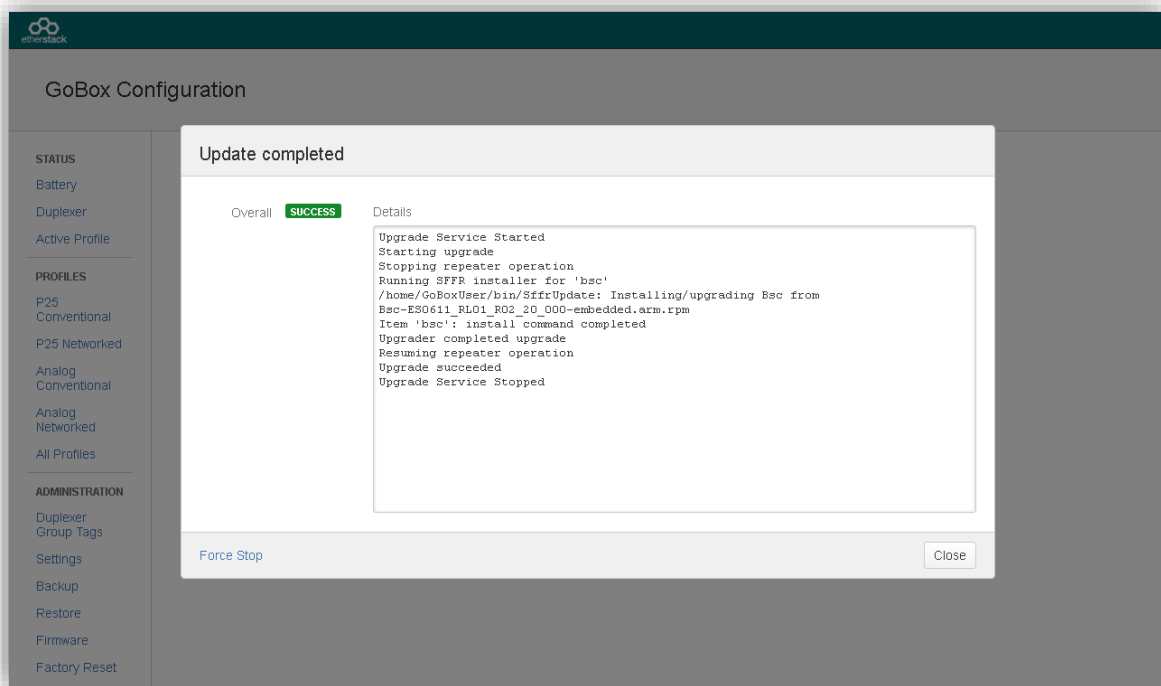 etherstack
GoBox Configuration
STATUS
Battery
Duplexer
Active Profile
PROFILES
P25
Conventional
P25 Networked
Analog
Conventional
Analog
Networked
All Profiles
ADMINISTRATION
Duplexer
Group Tags
Settings
Backup
Restore
Firmware
Factory Reset
Update completed
Overall SUCCESS
Details
Upgrade Service Started
Starting upgrade
Stopping repeater operation
Running SFFR installer for 'bsc'
/home/GoBoxUser/bin/SffrUpdate: Installing/upgrading Bsc from
Bsc-ES0611_RL01_R02_20_000-embedded.arm.rpm
Item 'bsc': install command completed
Upgrader completed upgrade
Resuming repeater operation
Upgrade succeeded
Upgrade Service Stopped
Force Stop
Close